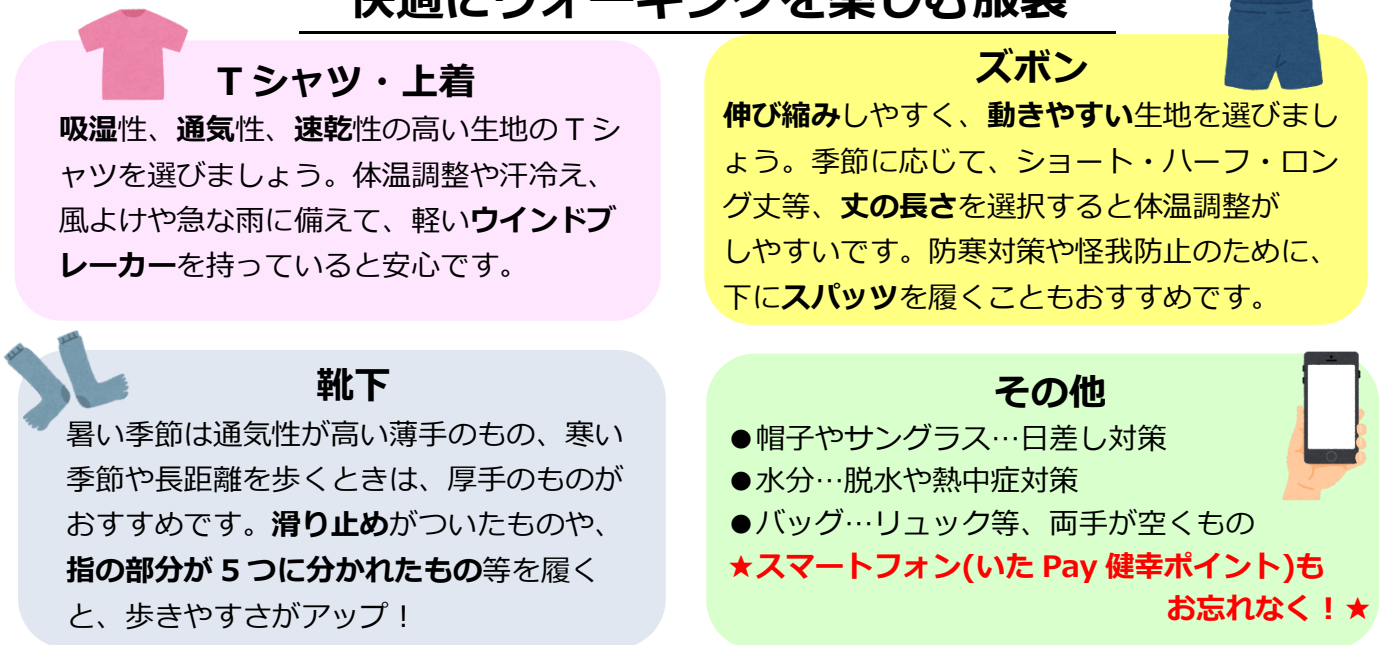 快適にウォーキングを楽しむ服装
Tシャツ・上着
吸湿性、通気性、速乾性の高い生地のTシ
ャツを選びましょう。体温調整や汗冷え、
風よけや急な雨に備えて、軽いウインドブ
レーカーを持っていると安心です。
ズボン
伸び縮みしやすく、動きやすい生地を選びまし
ょう。季節に応じて、ショート・ハーフ・ロン
グ丈等、丈の長さを選択すると体温調整が
しやすいです。防寒対策や怪我防止のために、
下にスパッツを履くこともおすすめです。
靴下
暑い季節は通気性が高い薄手のもの、寒い
季節や長距離を歩くときは、厚手のものが
おすすめです。滑り止めがついたものや、
指の部分が5つに分かれたもの等を履く
と、歩きやすさがアップ！
その他
●帽子やサングラス…日差し対策
●水分…脱水や熱中症対策
●バッグ…リュック等、両手が空くもの
★スマートフォン(いた Pay 健幸ポイント)も
お忘れなく！★